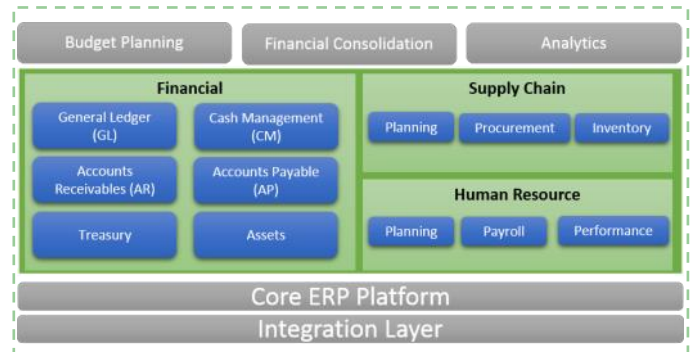 Budget Planning
Financial Consolidation
Analytics
Financial
General Ledger
(GL)
Cash Management
(CM)
Accounts
Receivables (AR)
Accounts Payable
(AP)
Treasury
Assets
Supply Chain
Planning
Procurement
Inventory
Human Resource
Planning
Payroll
Performance
Core ERP Platform
Integration Layer